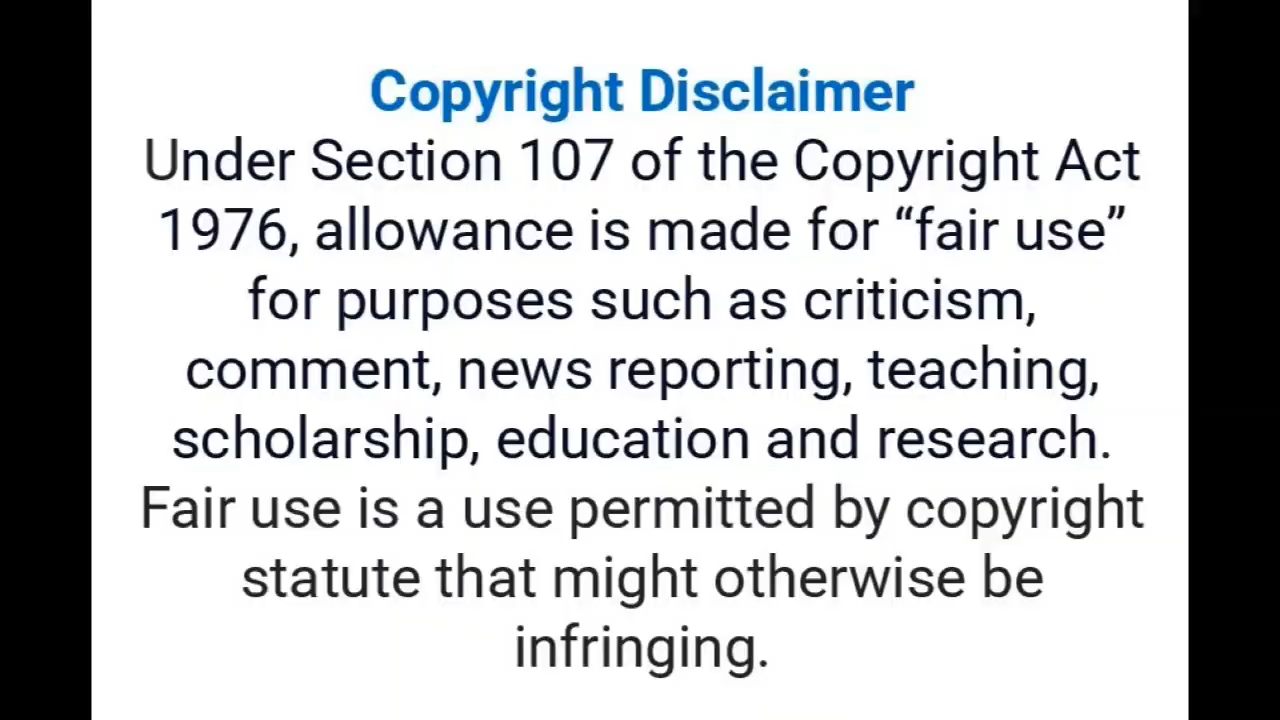 Copyright Disclaimer
Under Section 107 of the Copyright Act
1976, allowance is made for “fair use”
for purposes such as criticism,
comment, news reporting, teaching,
scholarship, education and research.
Fair use is a use permitted by copyright
statute that might otherwise be
infringing.